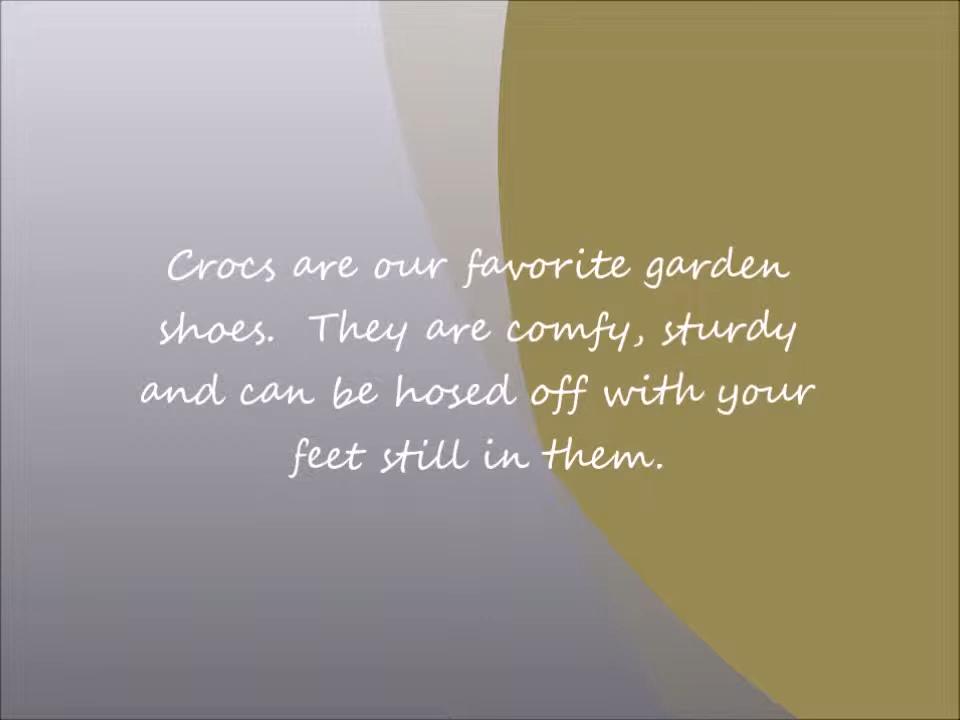 Crocs are our favorite garden
shoes.  They are comfy, sturdy
and can be hosed off with your
feet still in them.